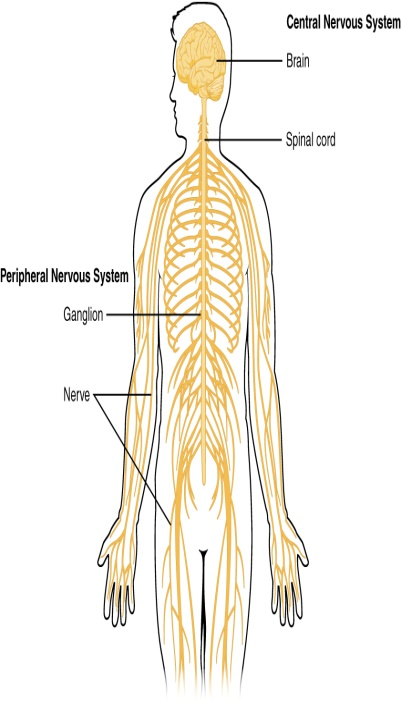 Central Nervous System
Brain
Spinal cord
Peripheral Nervous System
Ganglion
Nerve